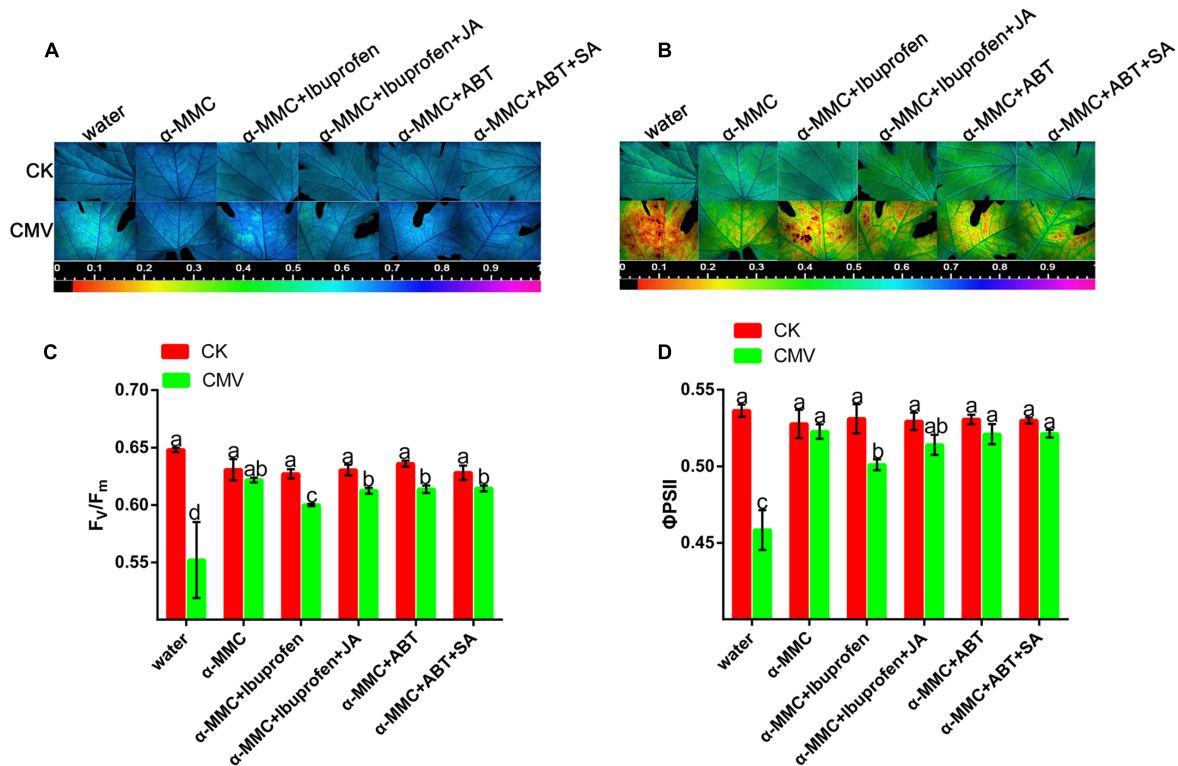 A
water
α-MMC
α-MMC+Ibuprofen
α-MMC+Ibuprofen+JA
α-MMC+ABT
α-MMC+ABT+SA
CK
CMV
0 0.1 0.2 0.3 0.4 0.5 0.6 0.7 0.8 0.9 1
B
water
α-MMC
α-MMC+Ibuprofen
α-MMC+Ibuprofen+JA
α-MMC+ABT
α-MMC+ABT+SA
0 0.1 0.2 0.3 0.4 0.5 0.6 0.7 0.8 0.9 1
C
CK
CMV
Fv/Fm
0.70
0.65
0.60
0.55
a d a ab a c a b a b a b
water
α-MMC
α-MMC+Ibuprofen
α-MMC+Ibuprofen+JA
α-MMC+ABT
α-MMC+ABT+SA
D
CK
CMV
ΦPSII
0.55
0.50
0.45
a c a a a b a ab a a a a
water
α-MMC
α-MMC+Ibuprofen
α-MMC+Ibuprofen+JA
α-MMC+ABT
α-MMC+ABT+SA